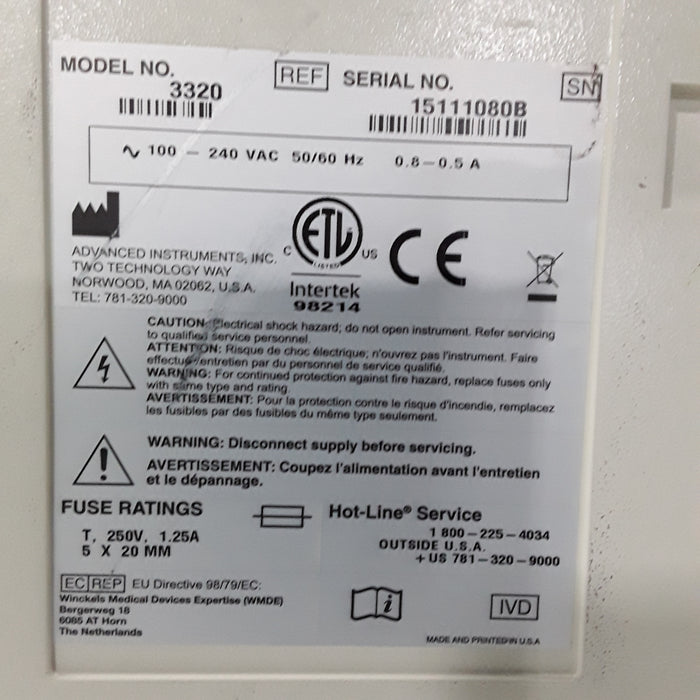 MODEL NO. REF SERIAL NO. SN
3320 15111080B
100 – 240 VAC 50/60 Hz 0.8–0.5 A
C ETL US CE
LISTED
ADVANCED INSTRUMENTS, INC.
TWO TECHNOLOGY WAY
NORWOOD, MA 02062, U.S.A.
TEL: 781-320-9000
Intertek
98214
CAUTION: Electrical shock hazard; do not open instrument. Refer servicing
to qualified service personnel.
ATTENTION: Risque de choc électrique; n'ouvrez pas l'instrument. Faire
effectuer entretien par du personnel de service qualifié.
WARNING: For continued protection against fire hazard, replace fuses only
with same type and rating.
AVERTISSEMENT: Pour la protection contre le risque d'incendie, remplacez
les fusibles par des fusibles du même type seulement.
WARNING: Disconnect supply before servicing.
AVERTISSEMENT: Coupez l'alimentation avant l'entretien
et le dépannage.
FUSE RATINGS
T, 250V, 1.25A
5 X 20 MM
Hot-Line® Service
1 800–225–4034
OUTSIDE U.S.A.
+US 781–320–9000
EC REP EU Directive 98/79/EC:
Winckels Medical Devices Expertise (WMDE)
Bergerweg 18
6085 AT Horn
The Netherlands
i IVD
MADE AND PRINTED IN U.S.A